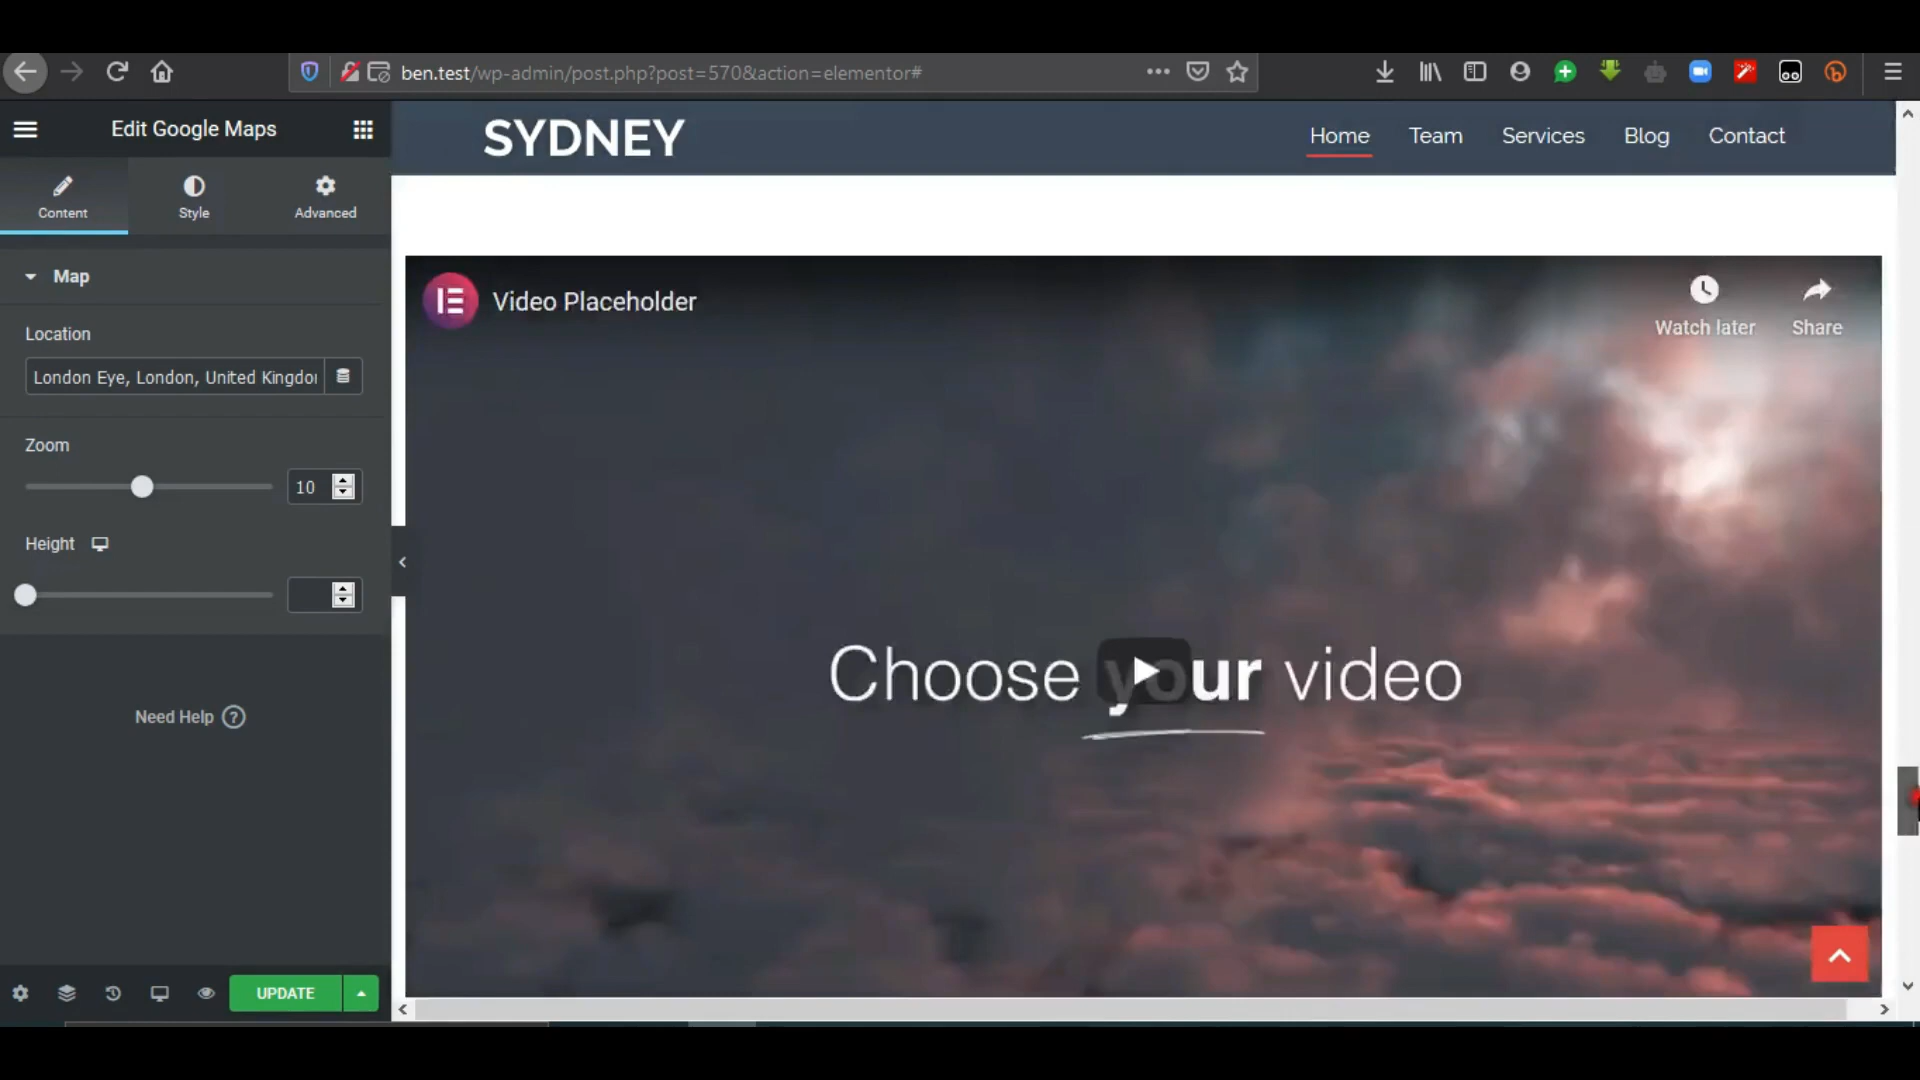 ben.test/wp-admin/post.php?post=570&action=elementor#
Edit Google Maps
SYDNEY
Home
Team
Services
Blog
Contact
Content
Style
Advanced
Map
Location
London Eye, London, United Kingdo
Zoom
10
Height
Need Help
UPDATE
Video Placeholder
Watch later
Share
Choose your video